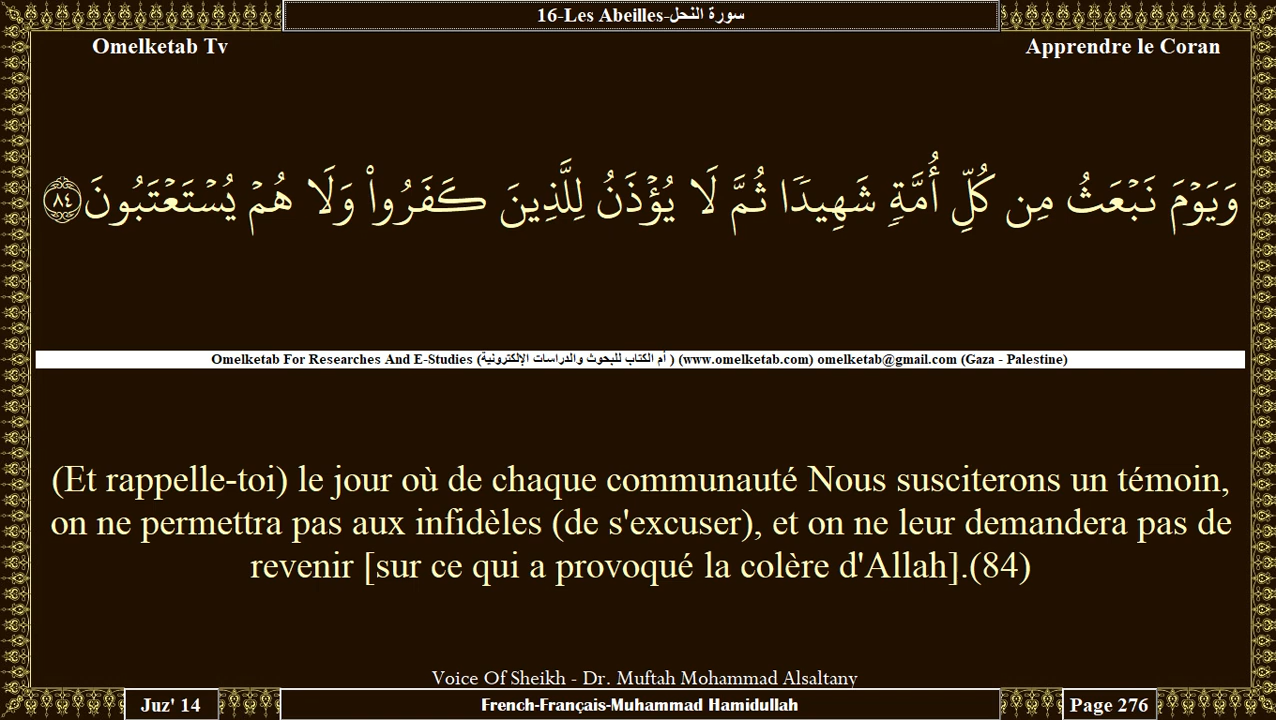 16-Les Abeilles-سورة النحل
Omelketab Tv
Apprendre le Coran
وَيَوۡمَ نَبۡعَثُ مِن كُلِّ أُمَّةٖ شَهِيدٗا ثُمَّ لَا يُؤۡذَنُ لِلَّذِينَ كَفَرُواْ وَلَا هُمۡ يُسۡتَعۡتَبُونَ ٨٤
Omelketab For Researches And E-Studies (أم الكتاب للبحوث والدراسات الإلكترونية ) (www.omelketab.com) omelketab@gmail.com (Gaza - Palestine)
(Et rappelle-toi) le jour où de chaque communauté Nous susciterons un témoin,
on ne permettra pas aux infidèles (de s'excuser), et on ne leur demandera pas de
revenir [sur ce qui a provoqué la colère d'Allah].(84)
Voice Of Sheikh - Dr. Muftah Mohammad Alsaltany
Juz' 14
French-Français-Muhammad Hamidullah
Page 276